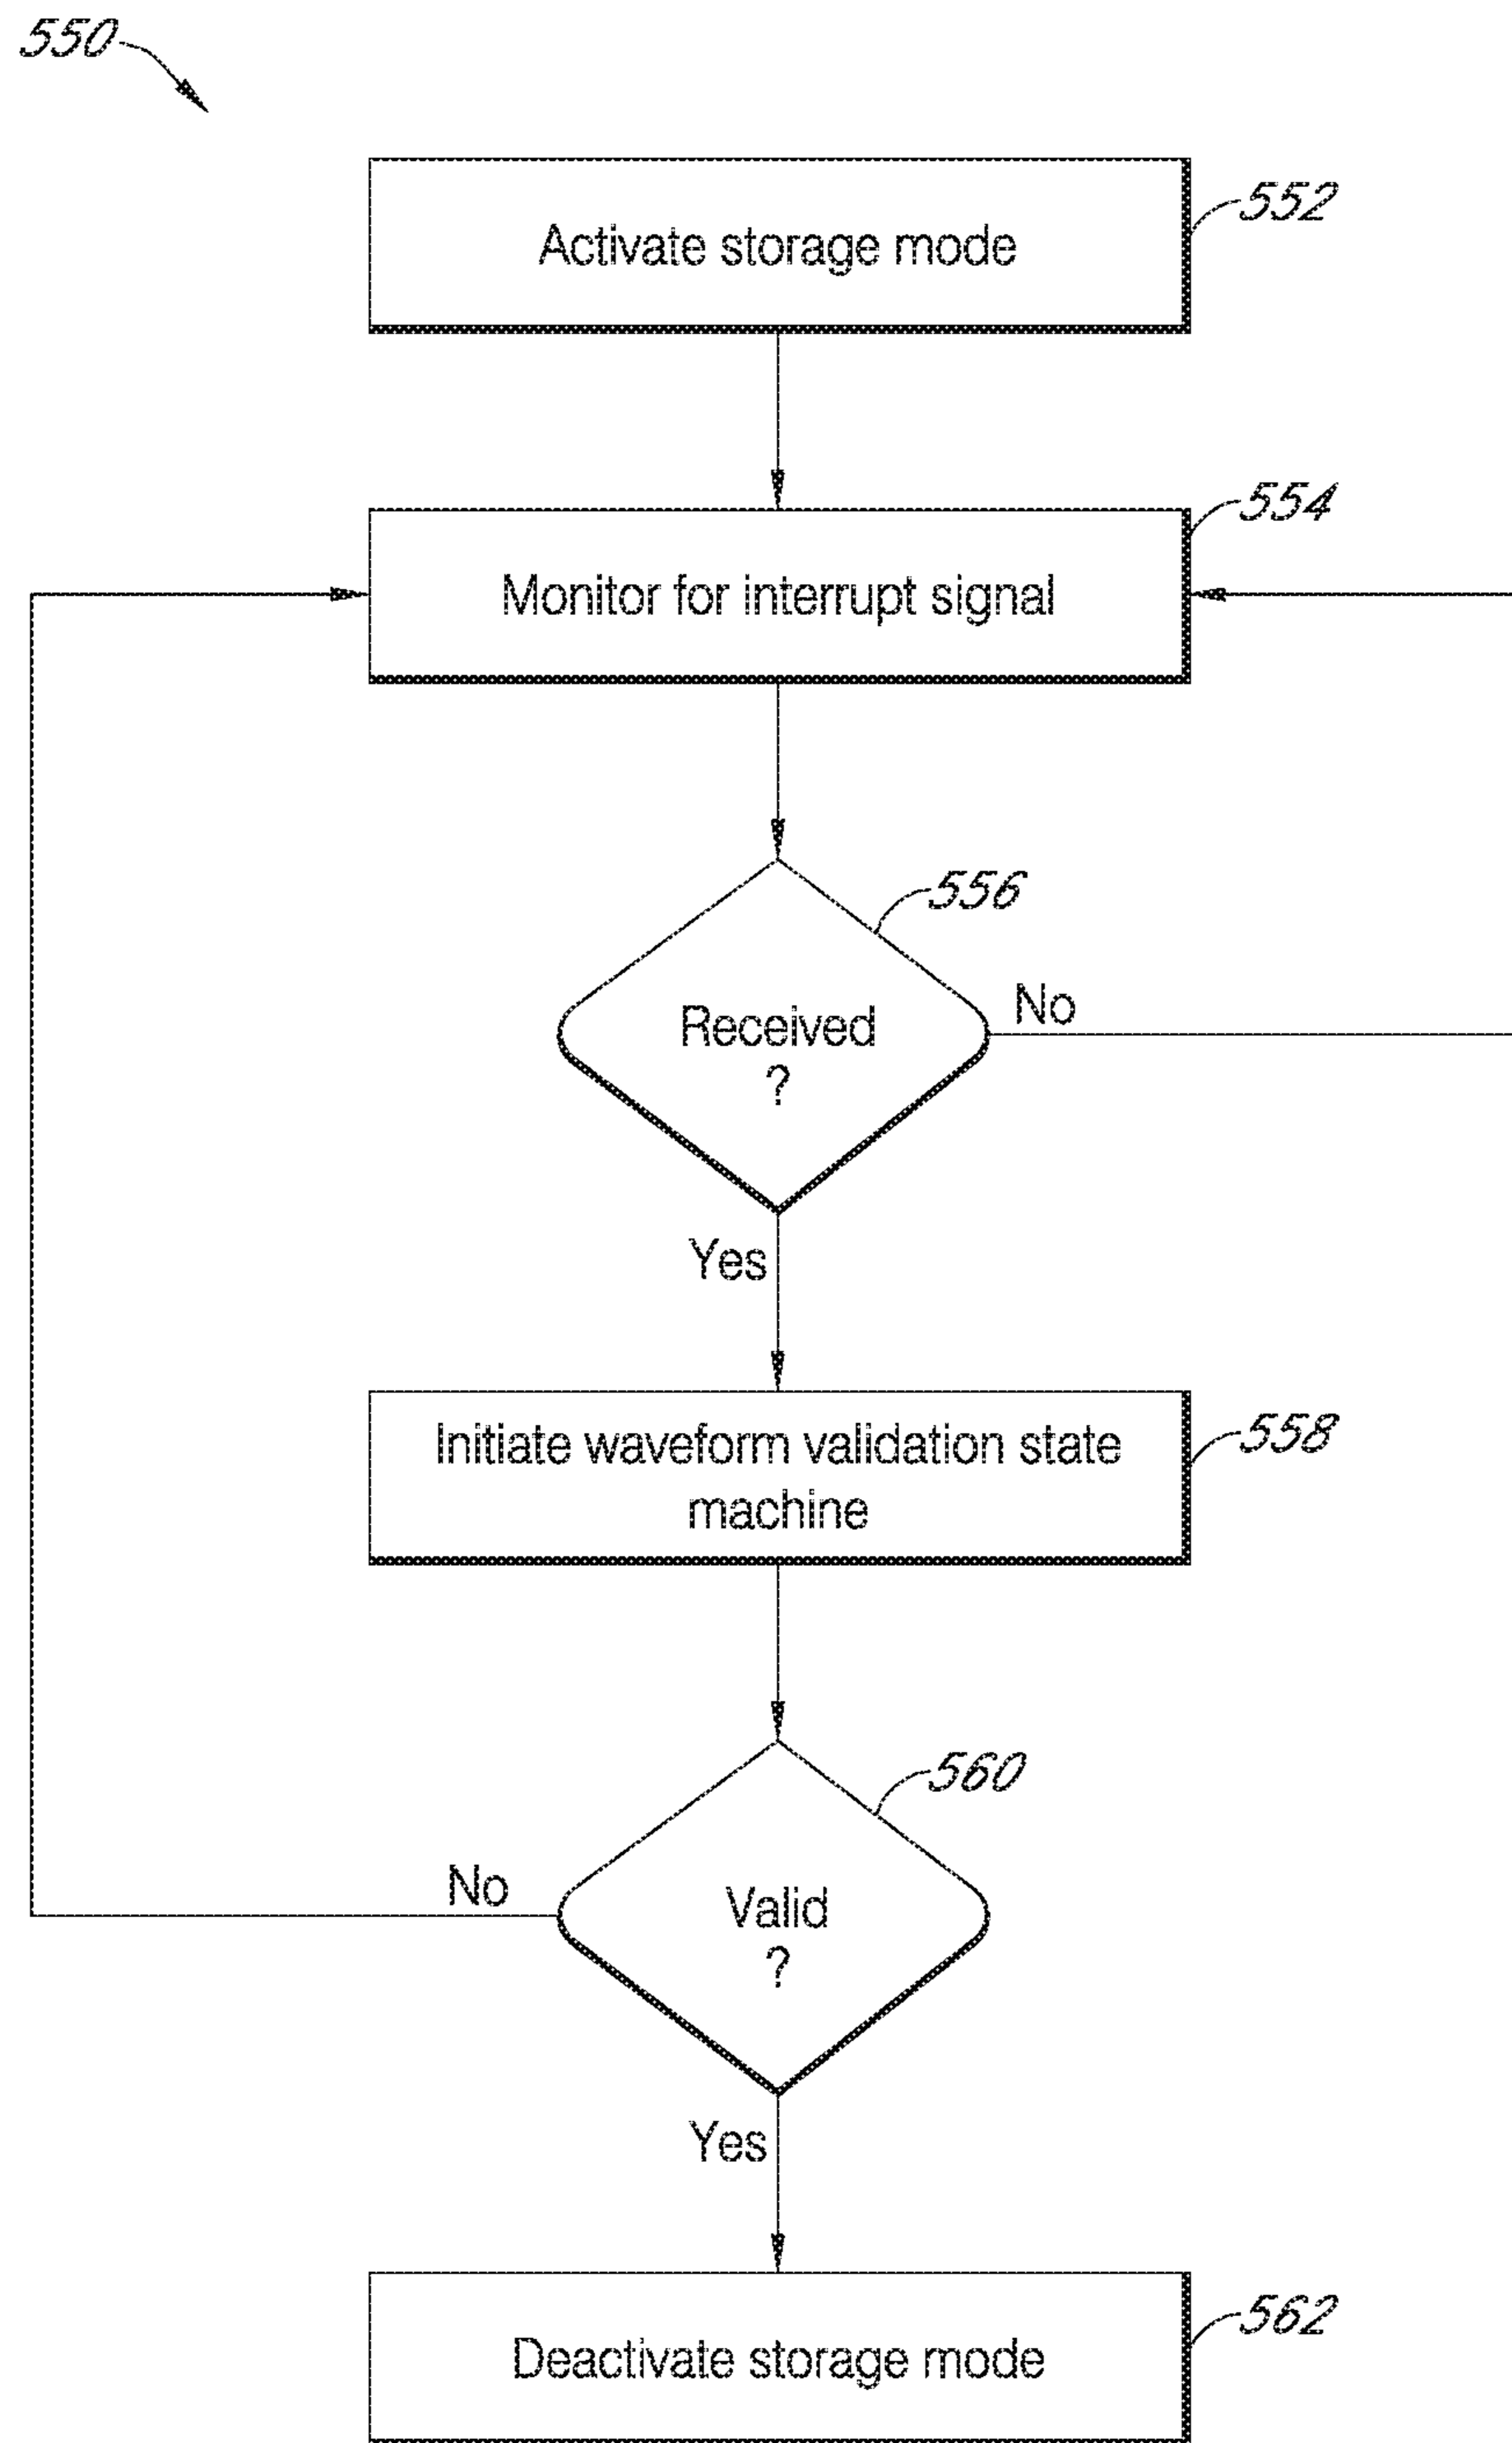 550
552
Activate storage mode
554
Monitor for interrupt signal
556
Received
?
No
Yes
558
Initiate waveform validation state
machine
560
Valid
?
No
Yes
562
Deactivate storage mode